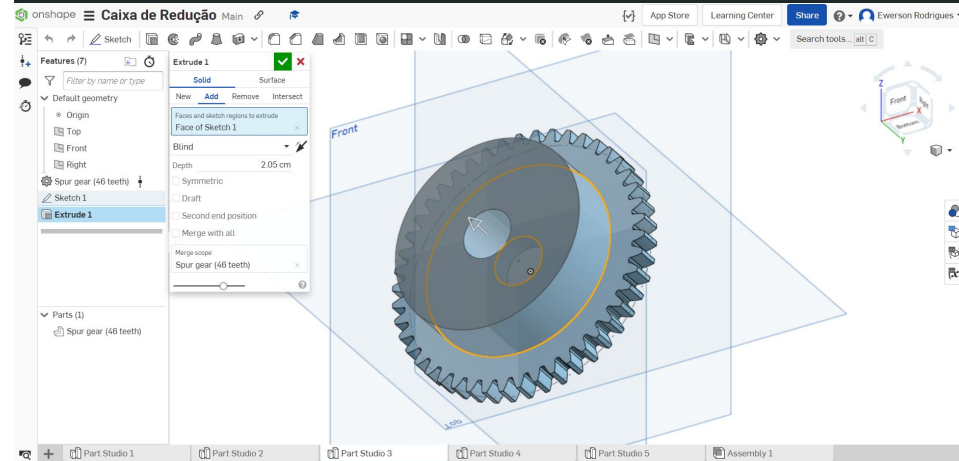 onshape Caixa de Redução Main App Store Learning Center Share Ewerson Rodrigues
Sketch Search tools... alt C
Features (7)
Filter by name or type
Default geometry
Origin
Top
Front
Right
Spur gear (46 teeth)
Sketch 1
Extrude 1
Parts (1)
Spur gear (46 teeth)
Extrude 1
Solid Surface
New Add Remove Intersect
Faces and sketch regions to extrude
Face of Sketch 1
Blind
Depth 2.05 cm
Symmetric
Draft
Second end position
Merge with all
Merge scope
Spur gear (46 teeth)
Front
Top
Z
Front
Right
X
Bottom
Y
Part Studio 1 Part Studio 2 Part Studio 3 Part Studio 4 Part Studio 5 Assembly 1